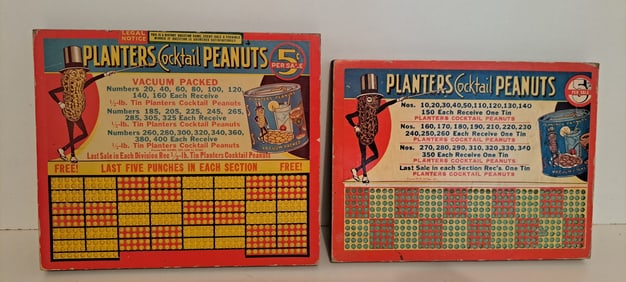 LEGAL NOTICE
PLANTERS Cocktail PEANUTS
5¢
PER SALE
VACUUM PACKED
Numbers 20, 40, 60, 80, 100, 120,
140, 160 Each Receive
½-lb. Tin Planters Cocktail Peanuts
Numbers 185, 205, 225, 245, 265,
285, 305, 325 Each Receive
½-lb. Tin Planters Cocktail Peanuts
Numbers 260, 280, 300, 320, 340, 360,
380, 400 Each Receive
½-lb. Tin Planters Cocktail Peanuts
Last Sale in Each Division Rec ½-lb. Tin Planters Cocktail Peanuts
FREE! LAST FIVE PUNCHES IN EACH SECTION FREE!
VACUUM PACKED
PLANTERS Cocktail PEANUTS
PER SALE
Nos. 10,20,30,40,50,110,120,130,140
150 Each Receive One Tin
PLANTERS COCKTAIL PEANUTS
Nos. 160, 170, 180, 190, 210, 220, 230
240, 250, 260 Each Receive One Tin
PLANTERS COCKTAIL PEANUTS
Nos. 270, 280, 290, 310, 320, 330, 340
350 Each Receive One Tin
PLANTERS COCKTAIL PEANUTS
Last Sale in each Section Rec's. One Tin
PLANTERS COCKTAIL PEANUTS